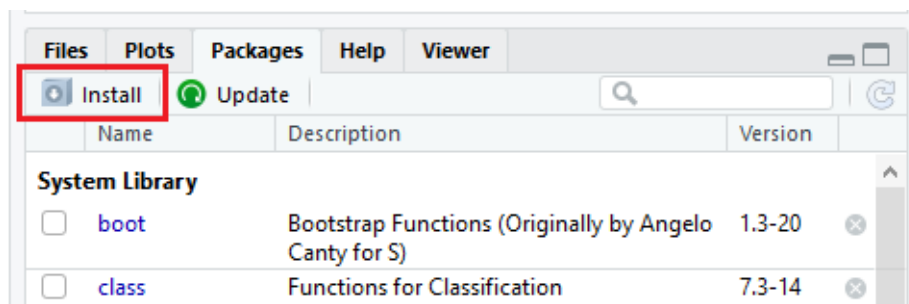 Files Plots Packages Help Viewer
Install Update
Name Description Version
System Library
boot Bootstrap Functions (Originally by Angelo 1.3-20
Canty for S)
class Functions for Classification 7.3-14